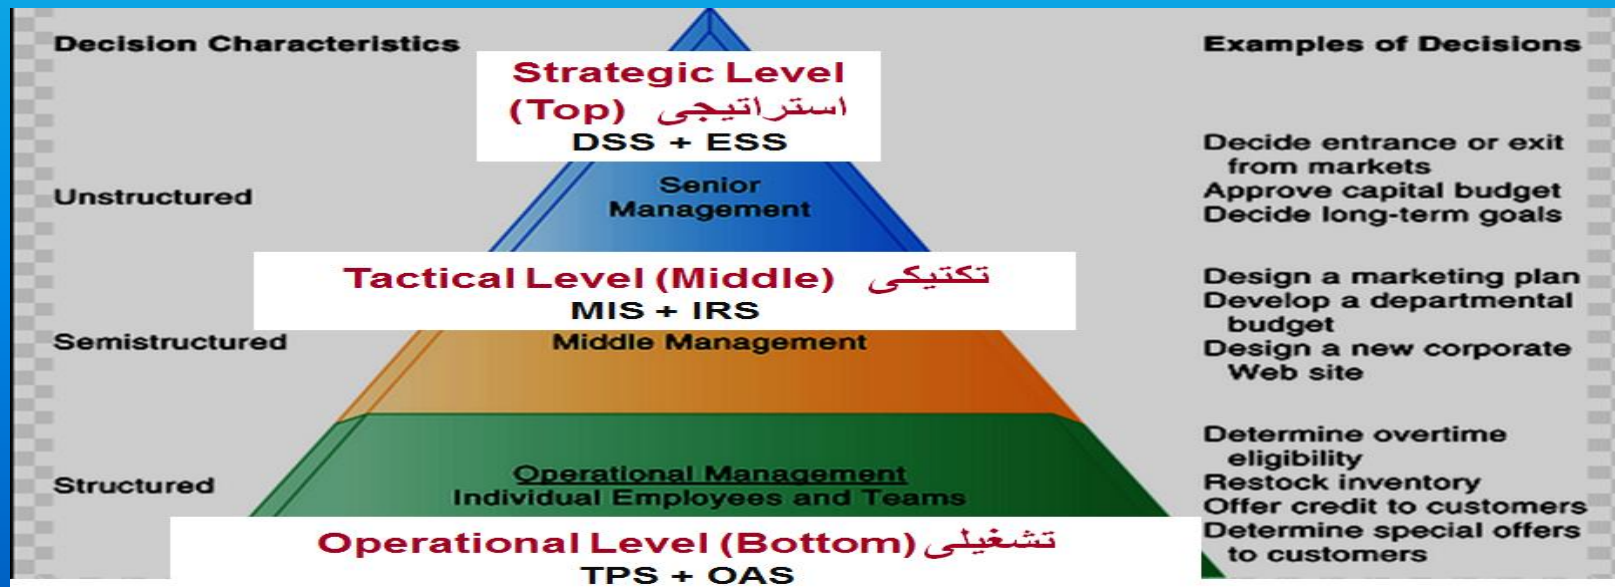 Decision Characteristics
Strategic Level
(Top) استراتيجى
DSS + ESS
Examples of Decisions
Unstructured
Senior
Management
Decide entrance or exit
from markets
Approve capital budget
Decide long-term goals
Tactical Level (Middle) تكتيكى
MIS + IRS
Semistructured
Middle Management
Design a marketing plan
Develop a departmental
budget
Design a new corporate
Web site
Structured
Operational Management
Individual Employees and Teams
Determine overtime
eligibility
Restock inventory
Offer credit to customers
Determine special offers
to customers
Operational Level (Bottom) تشغيلى
TPS + OAS